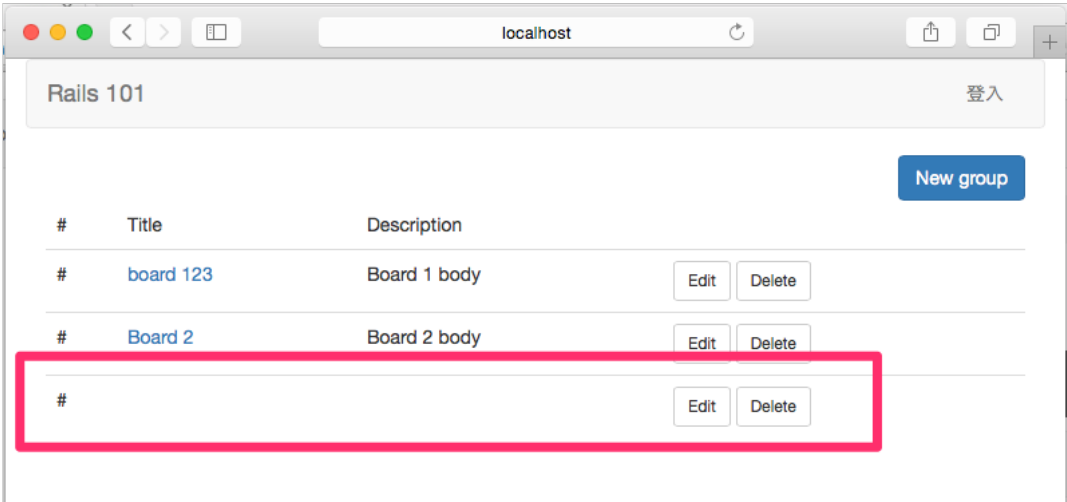 localhost
Rails 101 登入
New group
# Title Description
# board 123 Board 1 body Edit Delete
# Board 2 Board 2 body Edit Delete
# Edit Delete